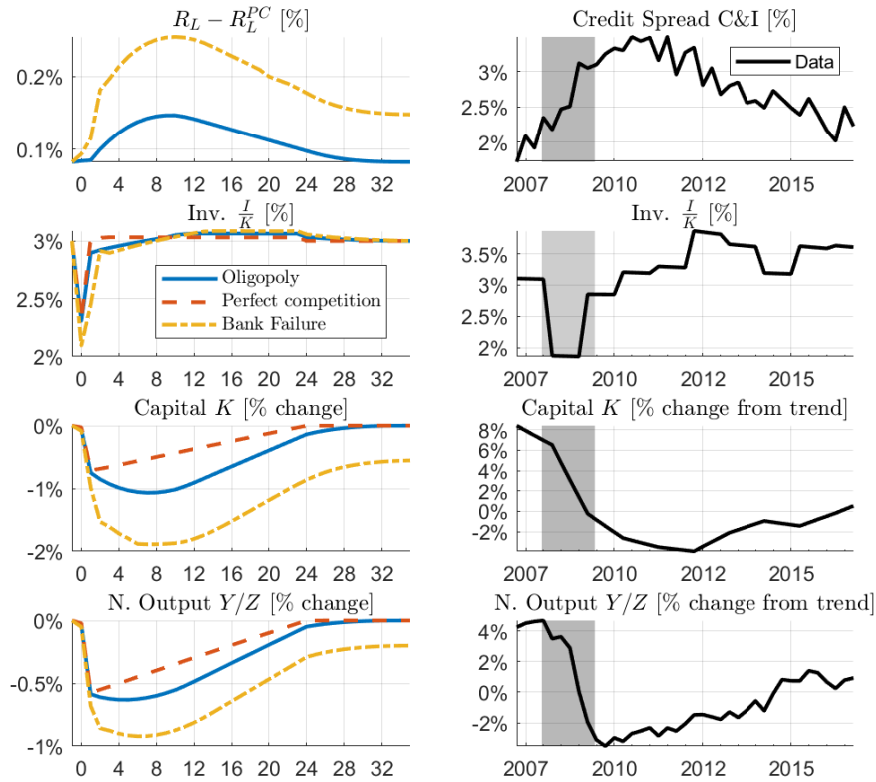 R_L − R_L^{PC} [%]
0.2%
0.1%
0 4 8 12 16 20 24 28 32
Credit Spread C&I [%]
Data
3%
2.5%
2%
2007 2010 2012 2015
Inv. I/K [%]
3%
2.5%
2%
Oligopoly
Perfect competition
Bank Failure
0 4 8 12 16 20 24 28 32
Inv. I/K [%]
3.5%
3%
2.5%
2%
2007 2010 2012 2015
Capital K [% change]
0%
-1%
-2%
0 4 8 12 16 20 24 28 32
Capital K [% change from trend]
8%
6%
4%
2%
0%
-2%
2007 2010 2012 2015
N. Output Y/Z [% change]
0%
-0.5%
-1%
0 4 8 12 16 20 24 28 32
N. Output Y/Z [% change from trend]
4%
2%
0%
-2%
2007 2010 2012 2015